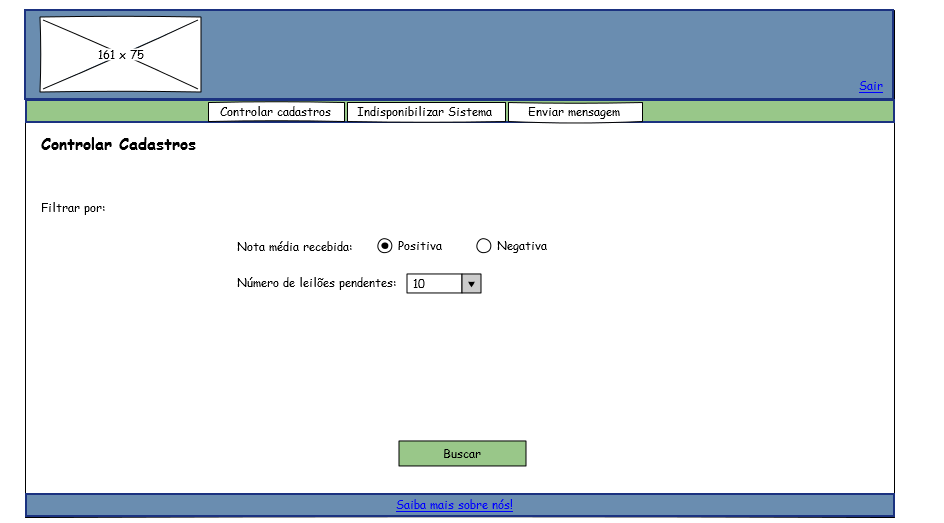 161 x 75
Sair
Controlar cadastros Indisponibilizar Sistema Enviar mensagem
Controlar Cadastros
Filtrar por:
Nota média recebida: Positiva Negativa
Número de leilões pendentes: 10
Buscar
Saiba mais sobre nós!